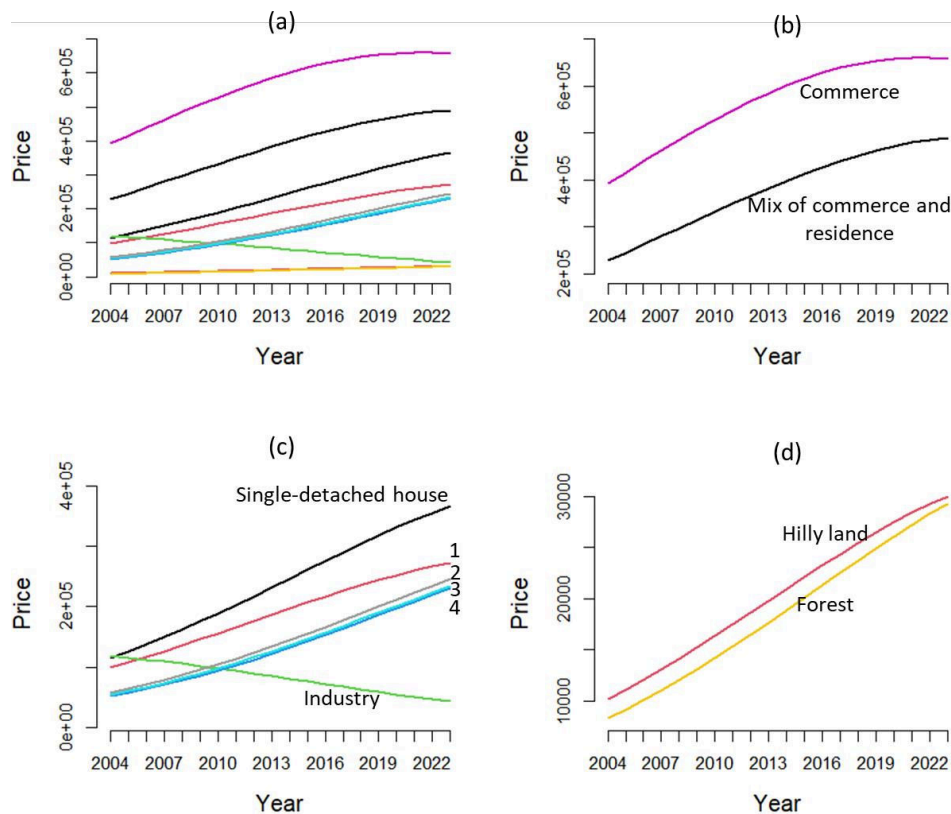 (a)
Price
0e+00 2e+05 4e+05 6e+05
2004 2007 2010 2013 2016 2019 2022
Year
(b)
Price
2e+05 4e+05 6e+05
Commerce
Mix of commerce and
residence
2004 2007 2010 2013 2016 2019 2022
Year
(c)
Price
0e+00 2e+05 4e+05
Single-detached house
1
2
3
4
Industry
2004 2007 2010 2013 2016 2019 2022
Year
(d)
Price
10000 20000 30000
Hilly land
Forest
2004 2007 2010 2013 2016 2019 2022
Year